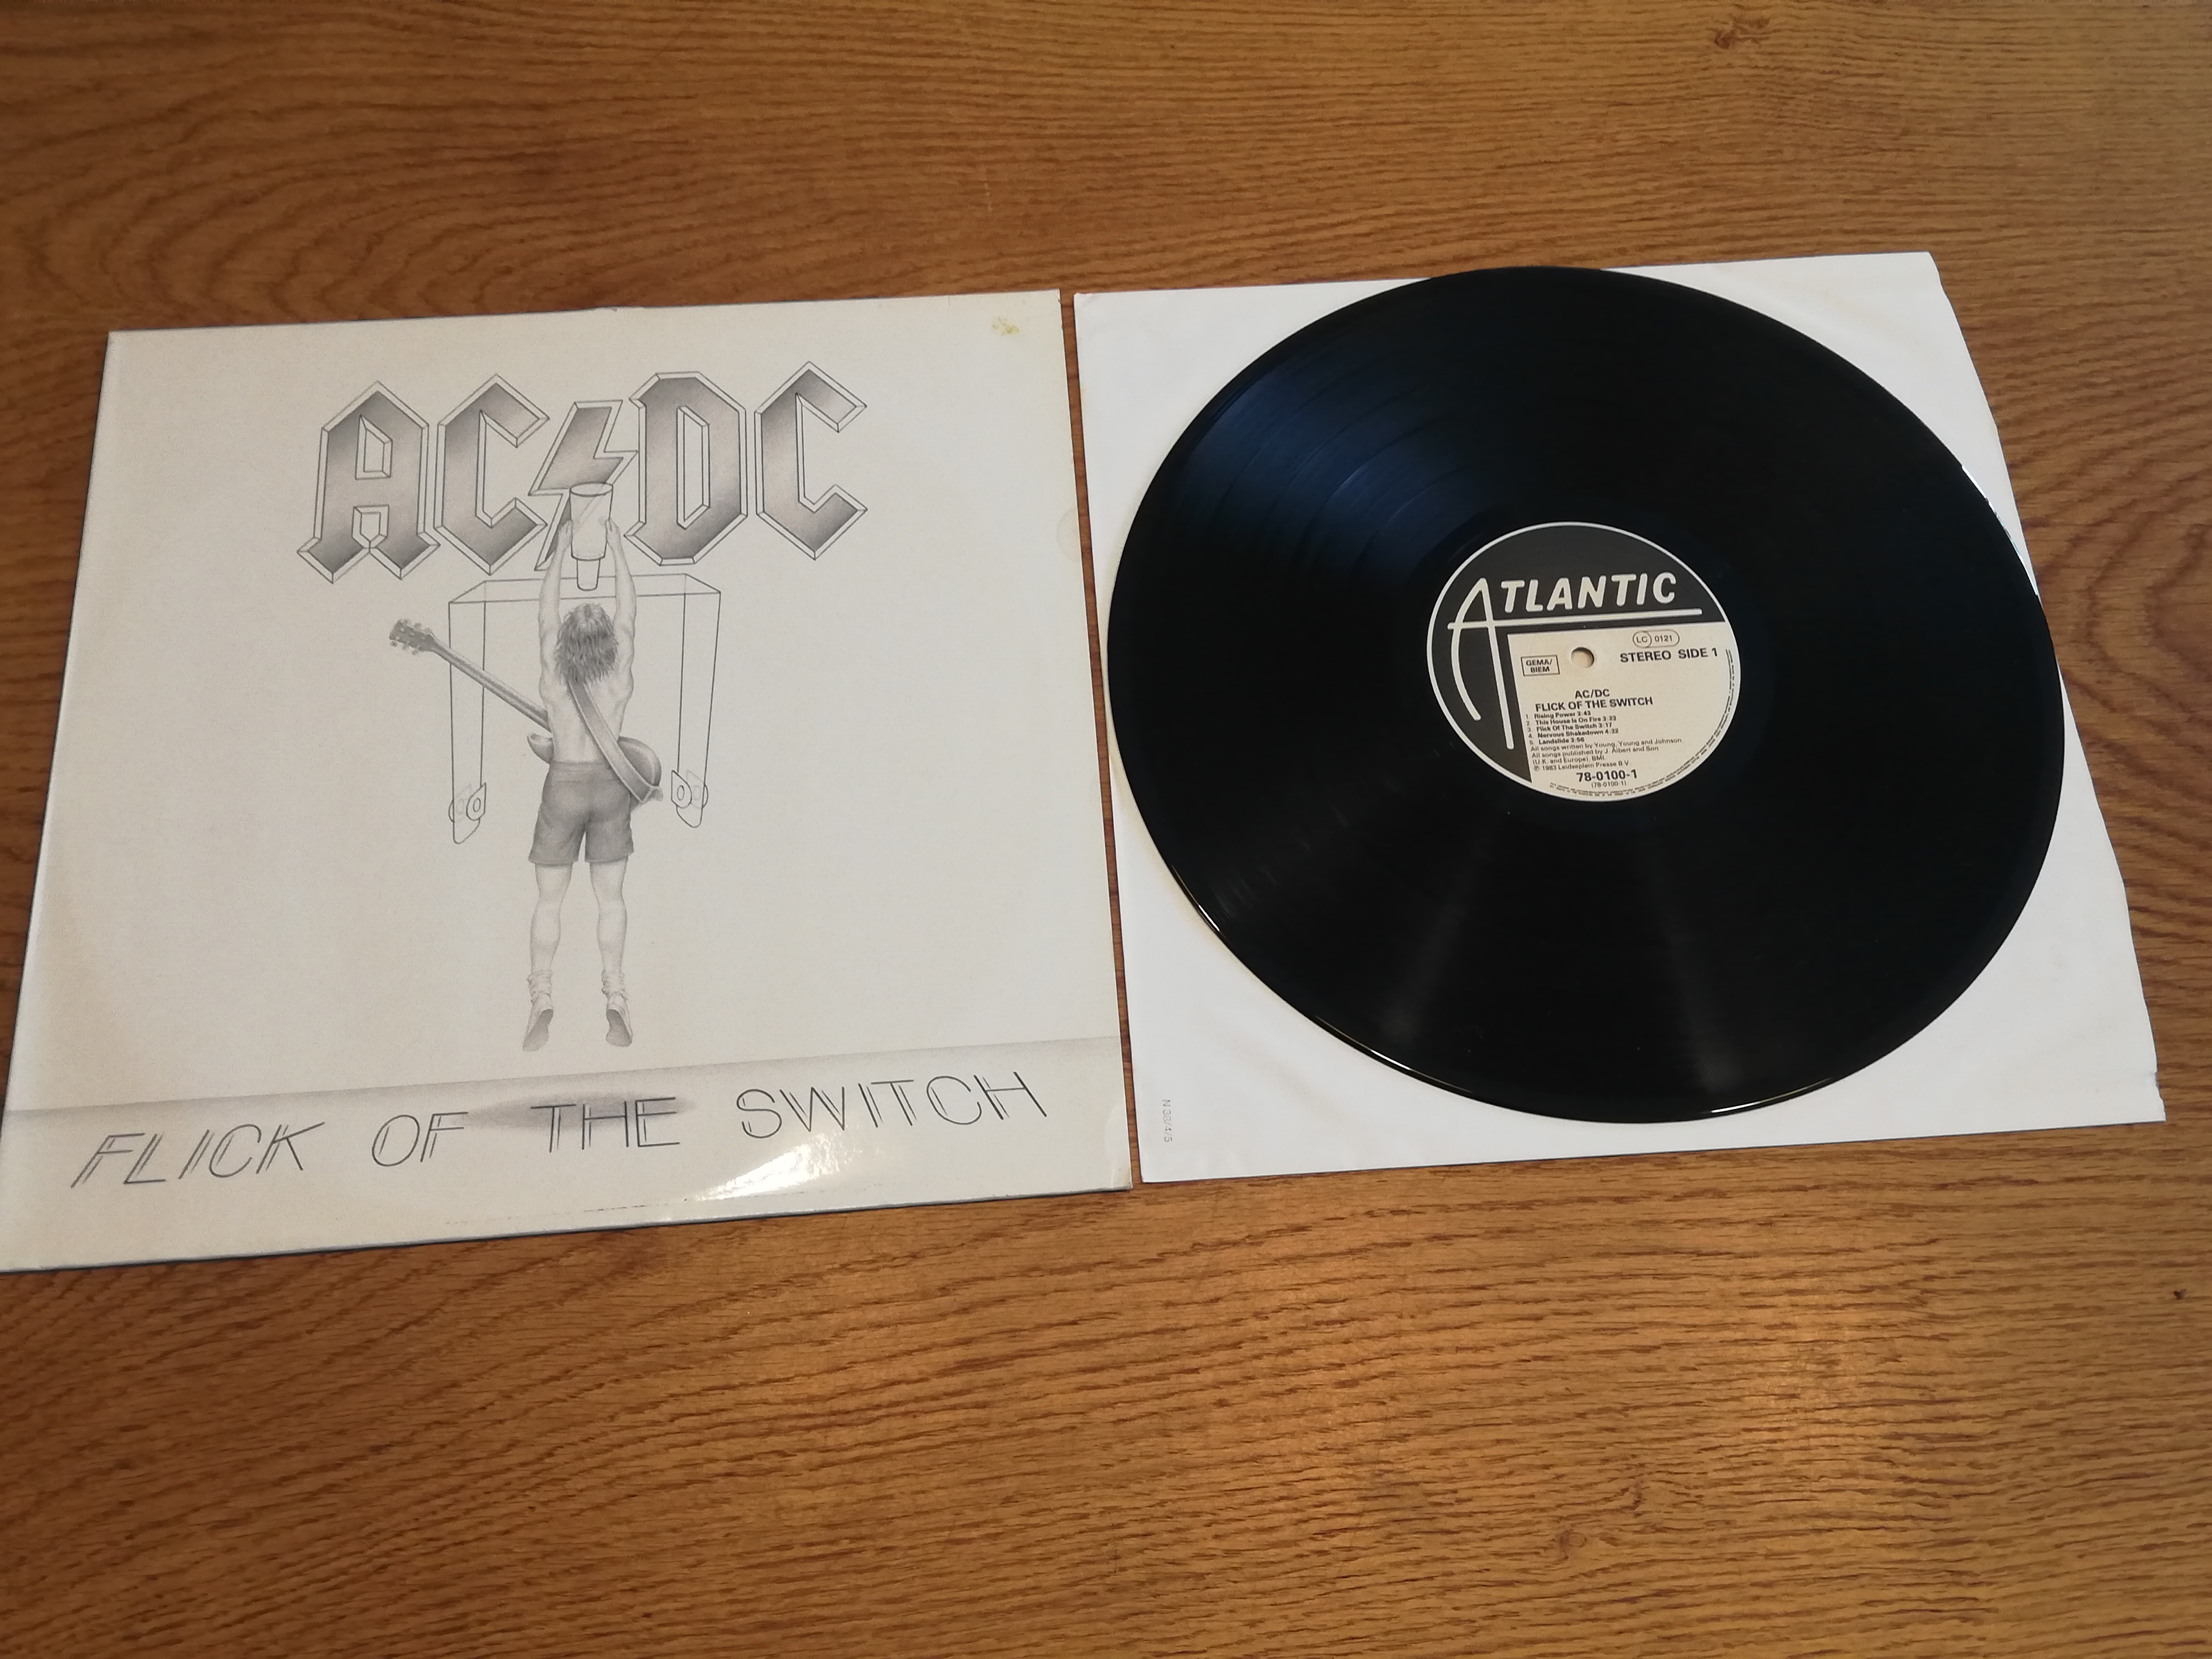 AC DC
FLICK OF THE SWITCH
ATLANTIC
LC 0121
GEMA/
BIEM
STEREO SIDE 1
AC/DC
FLICK OF THE SWITCH
1. Rising Power 3:43
2. This House Is On Fire 3:23
3. Flick Of The Switch 3:17
4. Nervous Shakedown 4:22
5. Landslide 3:56
All songs written by Young, Young and Johnson
All songs published by J. Albert and Son
(U.K. and Europe), BMI.
℗ 1983 Leidseplein Presse B.V.
78-0100-1
(78-0100-1)